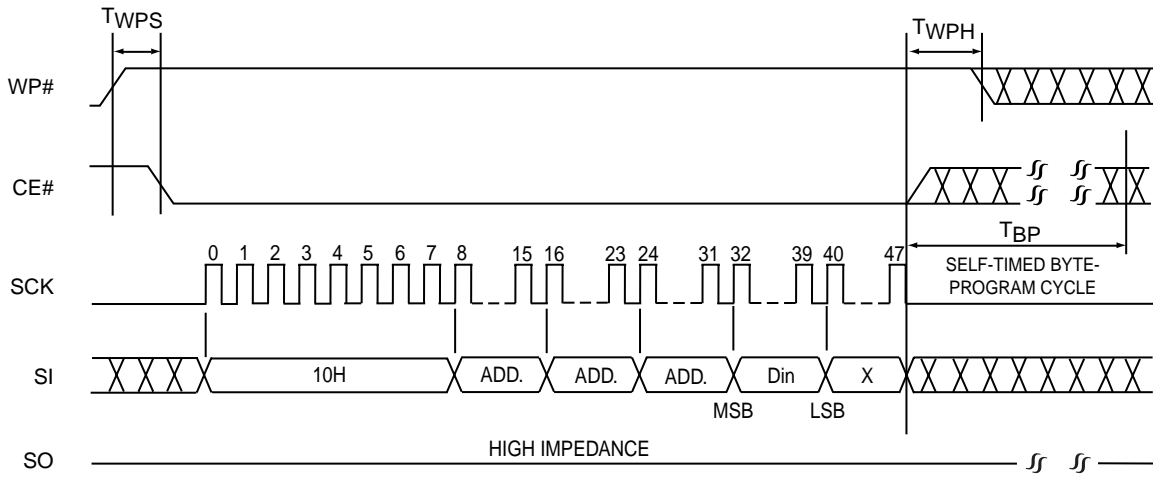 TWPS
TWPH
WP#
CE#
TBP
0 1 2 3 4 5 6 7 8 15 16 23 24 31 32 39 40 47
SCK
SELF-TIMED BYTE-
PROGRAM CYCLE
SI
10H
ADD.
ADD.
ADD.
Din
X
MSB
LSB
SO
HIGH IMPEDANCE